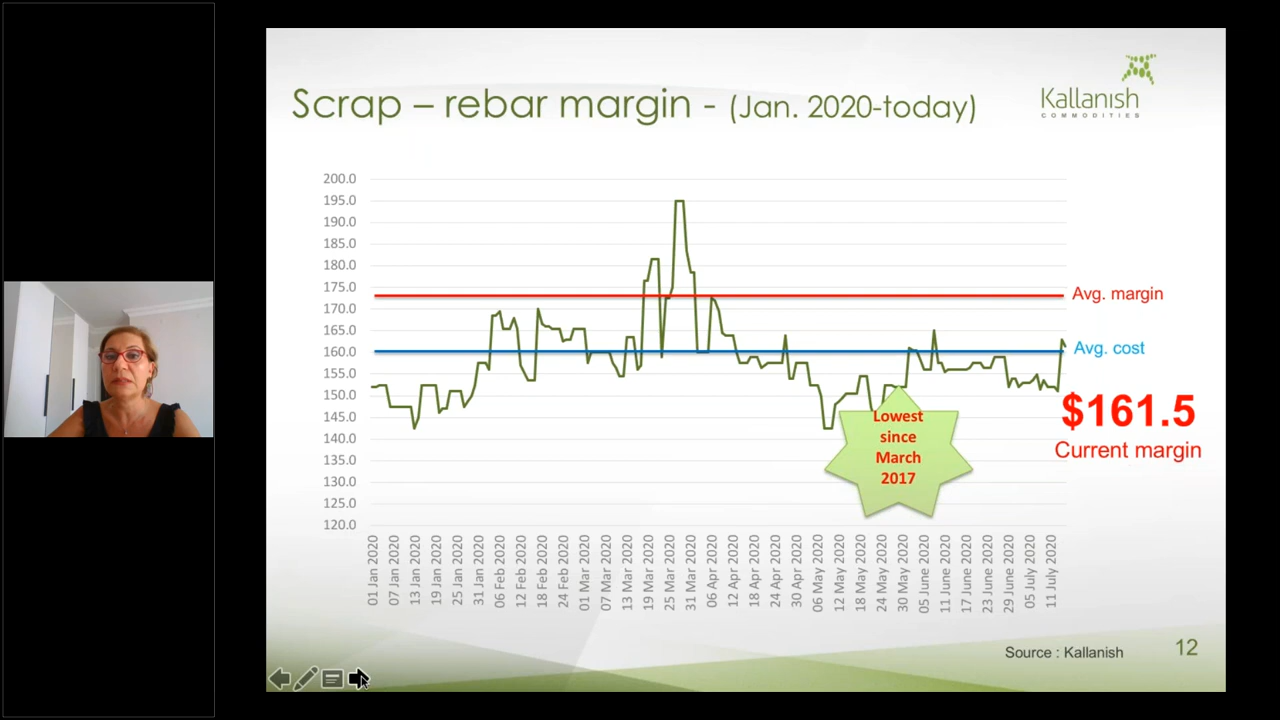 Scrap – rebar margin - (Jan. 2020-today)
Kallanish
COMMODITIES
200.0
195.0
190.0
185.0
180.0
175.0
170.0
165.0
160.0
155.0
150.0
145.0
140.0
135.0
130.0
125.0
120.0
Avg. margin
Avg. cost
$161.5
Current margin
Lowest
since
March
2017
01 Jan 2020
07 Jan 2020
13 Jan 2020
19 Jan 2020
25 Jan 2020
31 Jan 2020
06 Feb 2020
12 Feb 2020
18 Feb 2020
24 Feb 2020
01 Mar 2020
07 Mar 2020
13 Mar 2020
19 Mar 2020
25 Mar 2020
31 Mar 2020
06 Apr 2020
12 Apr 2020
18 Apr 2020
24 Apr 2020
30 Apr 2020
06 May 2020
12 May 2020
18 May 2020
24 May 2020
30 May 2020
05 June 2020
11 June 2020
17 June 2020
23 June 2020
29 June 2020
05 July 2020
11 July 2020
Source : Kallanish
12